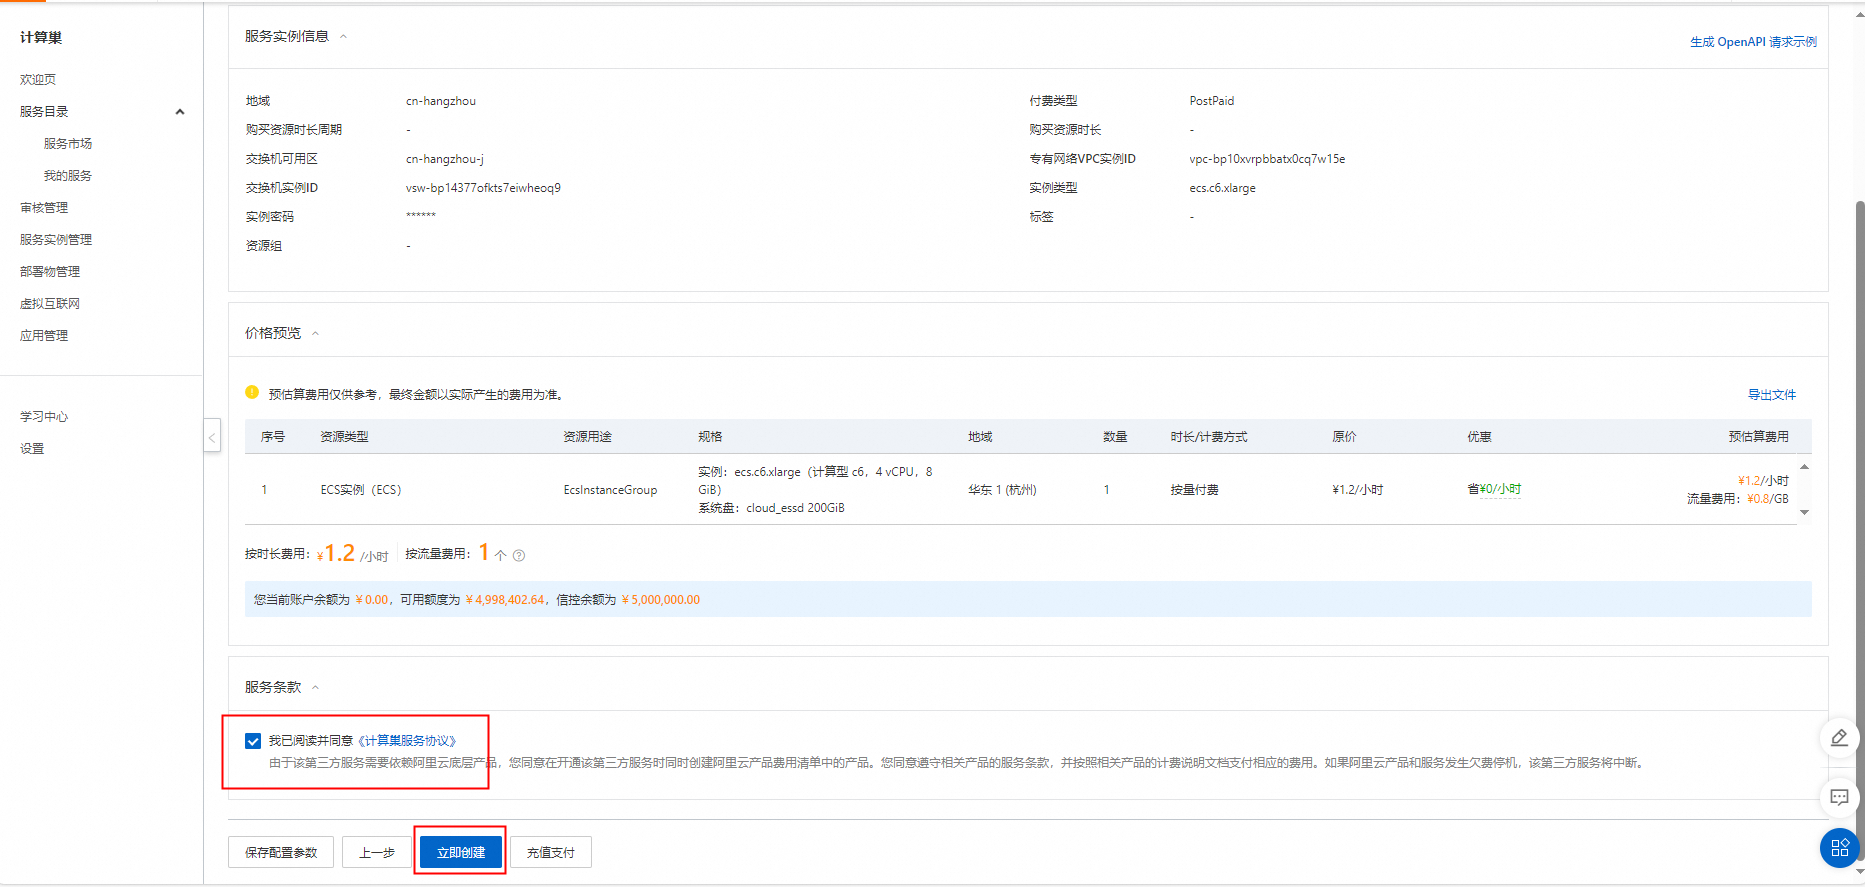 计算巢
欢迎页
服务目录
服务市场
我的服务
审核管理
服务实例管理
部署物管理
虚拟互联网
应用管理
学习中心
设置
服务实例信息
生成 OpenAPI 请求示例
地域 cn-hangzhou 付费类型 PostPaid
购买资源时长周期 - 购买资源时长 -
交换机可用区 cn-hangzhou-j 专有网络VPC实例ID vpc-bp10xvrpbbatx0cq7w15e
交换机实例ID vsw-bp14377ofkts7eiwheoq9 实例类型 ecs.c6.xlarge
实例密码 ****** 标签 -
资源组 -
价格预览
预估算费用仅供参考，最终金额以实际产生的费用为准。 导出文件
序号 资源类型 资源用途 规格 地域 数量 时长/计费方式 原价 优惠 预估算费用
实例：ecs.c6.xlarge（计算型 c6，4 vCPU，8
¥1.2/小时
1 ECS实例（ECS） EcsInstanceGroup GiB） 华东 1 (杭州) 1 按量付费 ¥1.2/小时 省¥0/小时
流量费用：¥0.8/GB
系统盘：cloud_essd 200GiB
按时长费用：¥1.2 /小时 按流量费用：1 个
您当前账户余额为 ¥ 0.00，可用额度为 ¥ 4,998,402.64，信控余额为 ¥ 5,000,000.00
服务条款
我已阅读并同意《计算巢服务协议》
由于该第三方服务需要依赖阿里云底层产品，您同意在开通该第三方服务时同时创建阿里云产品费用清单中的产品。您同意遵守相关产品的服务条款，并按照相关产品的计费说明文档支付相应的费用。如果阿里云产品和服务发生欠费停机，该第三方服务将中断。
保存配置参数 上一步 立即创建 充值支付